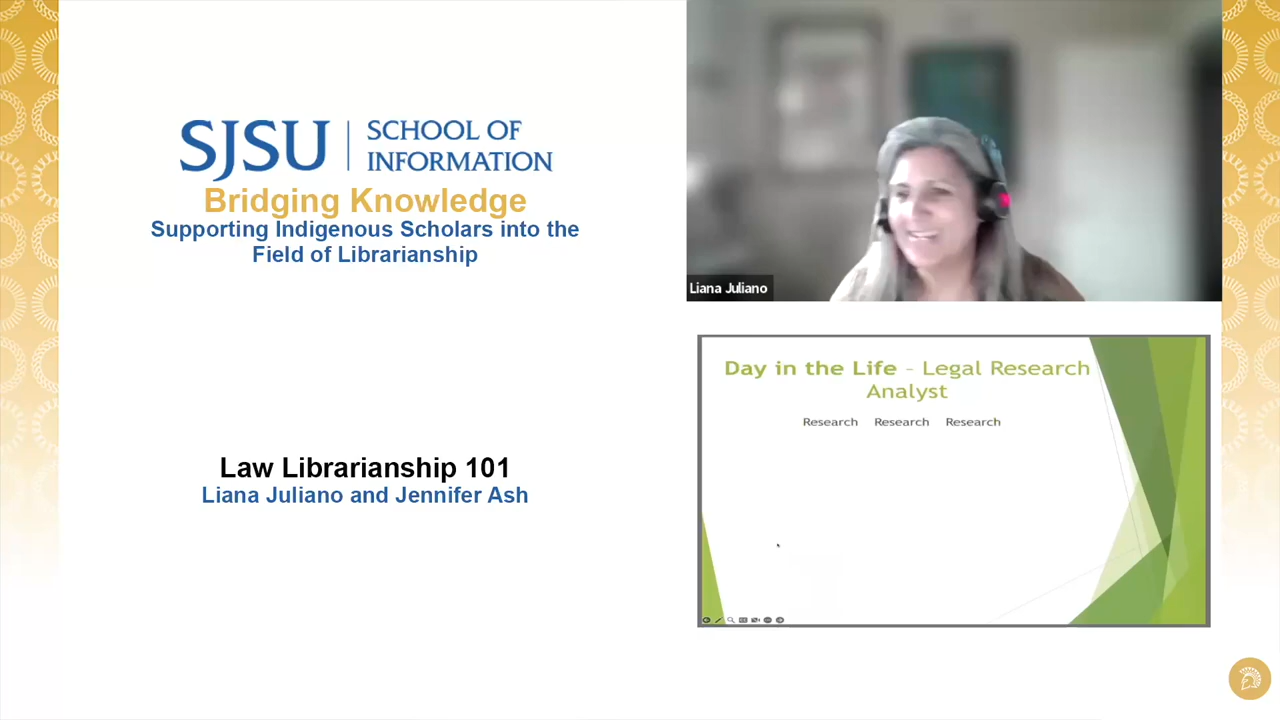 SJSU | SCHOOL OF
INFORMATION
Bridging Knowledge
Supporting Indigenous Scholars into the
Field of Librarianship
Law Librarianship 101
Liana Juliano and Jennifer Ash
Liana Juliano
Day in the Life – Legal Research
Analyst
Research Research Research